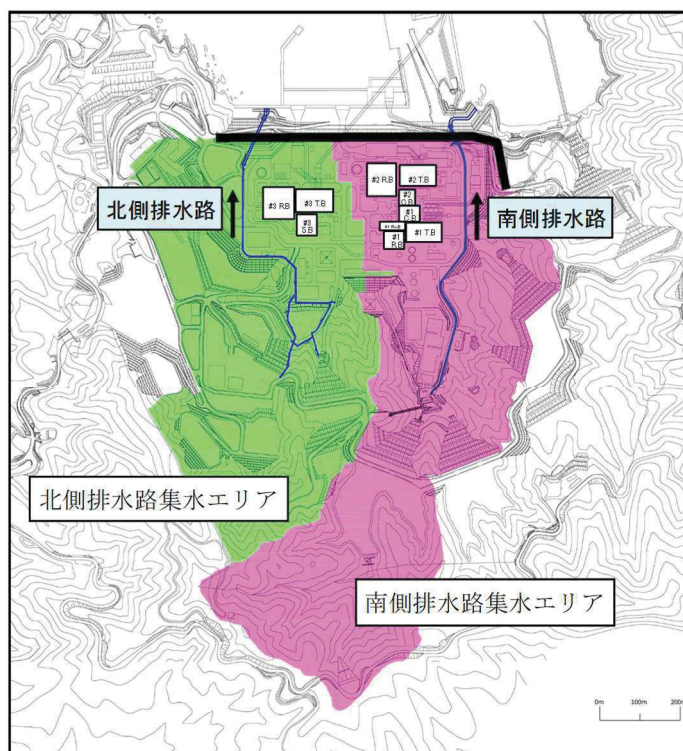 #2 R.B
#2 T.B
#3 R.B
#3 T.B
#2
C.B
#3
S.B
#1
C.B
#1 T.B
#1
R.B
北側排水路
南側排水路
北側排水路集水エリア
南側排水路集水エリア
0m
100m
200m